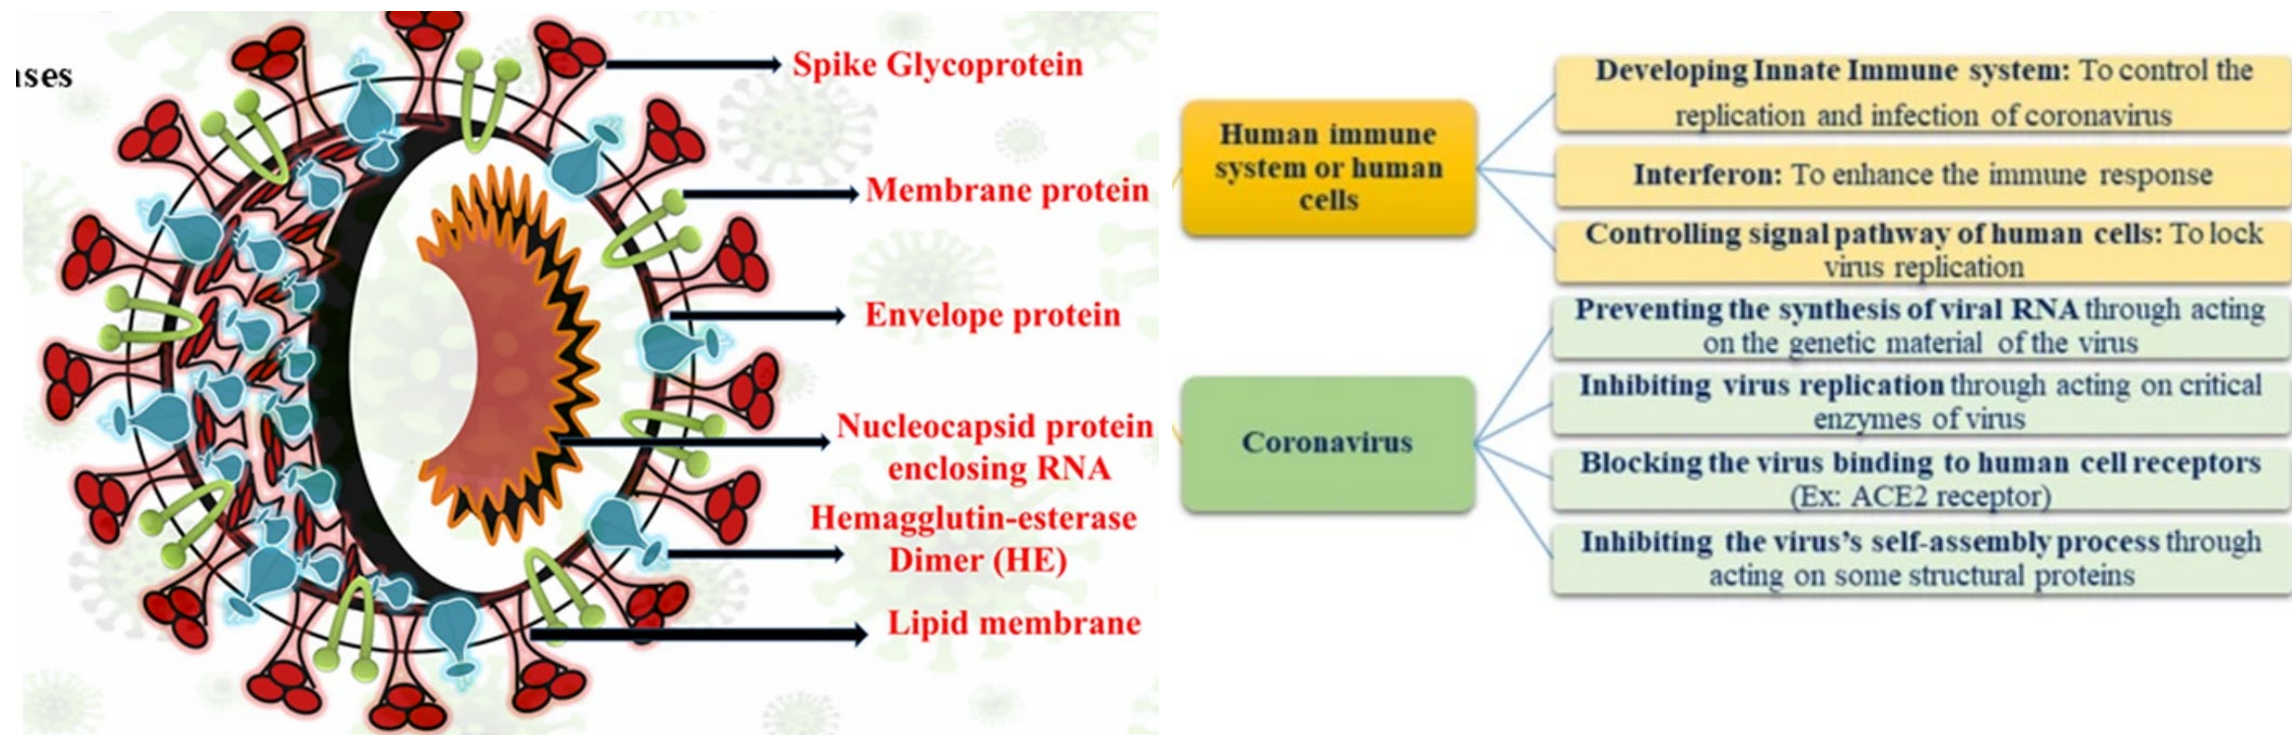 Spike Glycoprotein
Membrane protein
Envelope protein
Nucleocapsid protein
enclosing RNA
Hemagglutin-esterase
Dimer (HE)
Lipid membrane
Human immune
system or human
cells
Developing Innate Immune system: To control the
replication and infection of coronavirus
Interferon: To enhance the immune response
Controlling signal pathway of human cells: To lock
virus replication
Coronavirus
Preventing the synthesis of viral RNA through acting
on the genetic material of the virus
Inhibiting virus replication through acting on critical
enzymes of virus
Blocking the virus binding to human cell receptors
(Ex: ACE2 receptor)
Inhibiting the virus's self-assembly process through
acting on some structural proteins